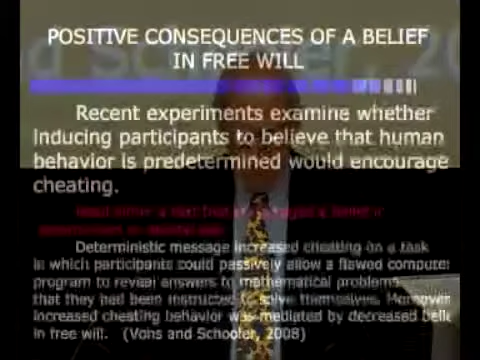 POSITIVE CONSEQUENCES OF A BELIEF
IN FREE WILL
Recent experiments examine whether
inducing participants to believe that human
behavior is predetermined would encourage
cheating.
Deterministic message increased cheating on a task
in which participants could passively allow a flawed computer
program to reveal answers to mathematical problems
that they had been instructed to solve themselves. Moreover
increased cheating behavior was mediated by decreased belie
in free will. (Vohs and Schooler, 2008)